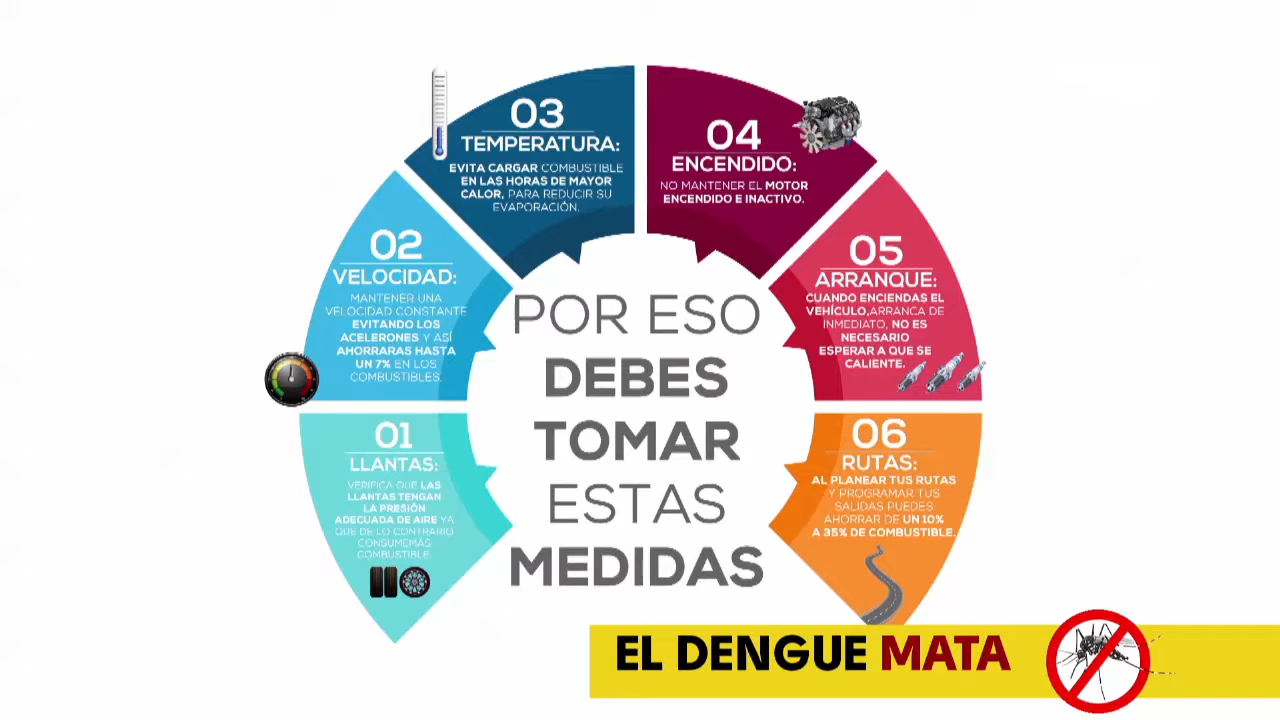 03
TEMPERATURA:
EVITA CARGAR COMBUSTIBLE
EN LAS HORAS DE MAYOR
CALOR, PARA REDUCIR SU
EVAPORACIÓN.
04
ENCENDIDO:
NO MANTENER EL MOTOR
ENCENDIDO E INACTIVO.
02
VELOCIDAD:
MANTENER UNA
VELOCIDAD CONSTANTE
EVITANDO LOS
ACELERONES Y ASÍ
AHORRARAS HASTA
UN 7% EN LOS
COMBUSTIBLES.
05
ARRANQUE:
CUANDO ENCIENDAS EL
VEHÍCULO,ARRANCA DE
INMEDIATO, NO ES
NECESARIO
ESPERAR A QUE SE
CALIENTE.
POR ESO
DEBES
TOMAR
ESTAS
MEDIDAS
01
LLANTAS:
VERIFICA QUE LAS
LLANTAS TENGAN
LA PRESIÓN
ADECUADA DE AIRE YA
QUE DE LO CONTRARIO
CONSUMEMÁS
COMBUSTIBLE.
06
RUTAS:
AL PLANEAR TUS RUTAS
Y PROGRAMAR TUS
SALIDAS PUEDES
AHORRAR DE UN 10%
A 35% DE COMBUSTIBLE.
EL DENGUE MATA